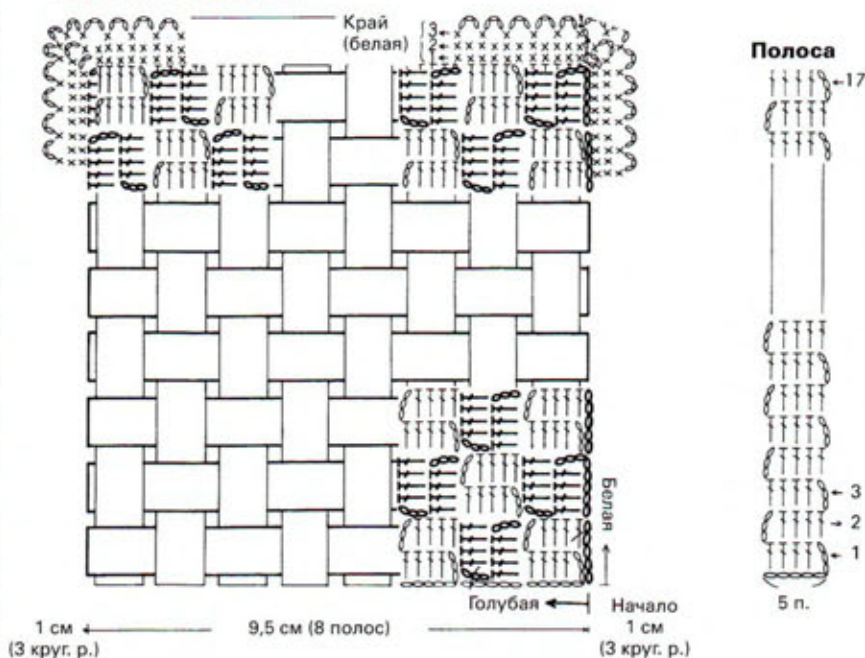 Край
(белая)
3
2
1
Полоса
17
3
2
1
5 п.
Белая
Голубая
Начало
1 см
(3 круг. р.)
9,5 см (8 полос)
1 см
(3 круг. р.)